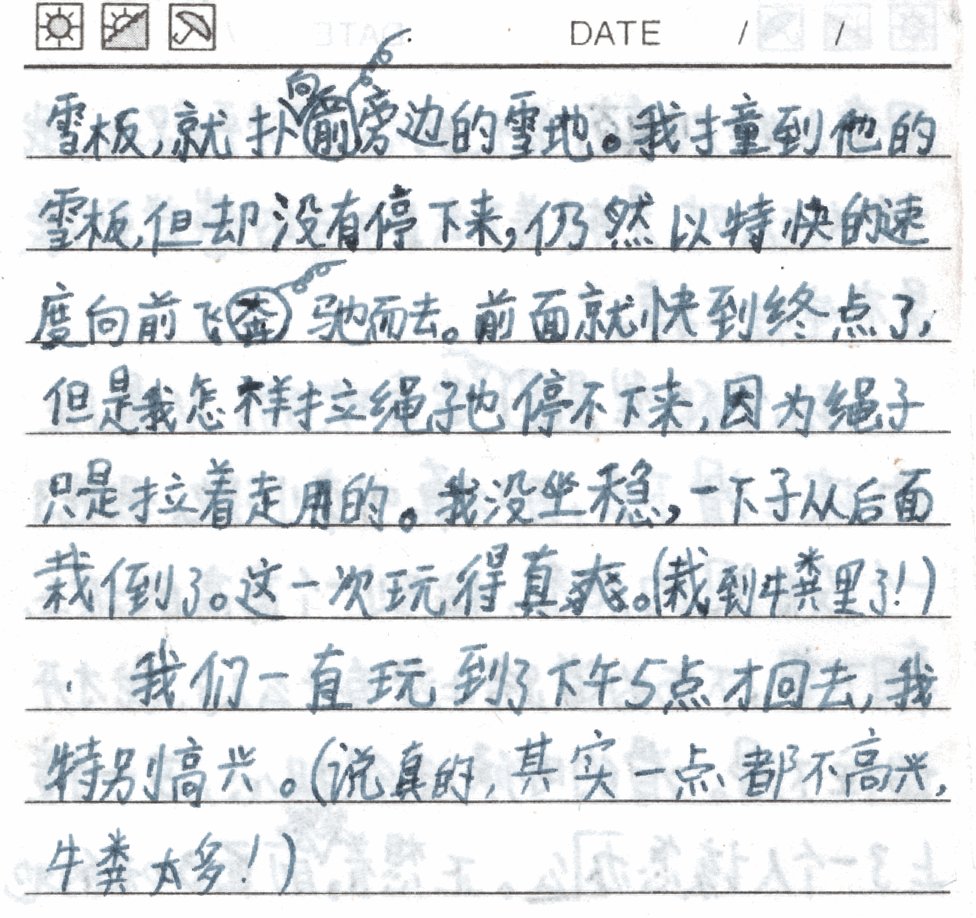 DATE / /
雪板,就扑向旁边的雪地。我撞到他的
雪板,但却没有停下来,仍然以特快的速
度向前飞驰而去。前面就快到终点了,
但是我怎样拉绳子也停不下来,因为绳子
只是拉着走用的。我没坐稳,一下子从后面
栽倒了。这一次玩得真爽。(栽到牛粪里了!)
我们一直玩到了下午5点才回去,我
特别高兴。(说真的,其实一点都不高兴,
牛粪太多!)